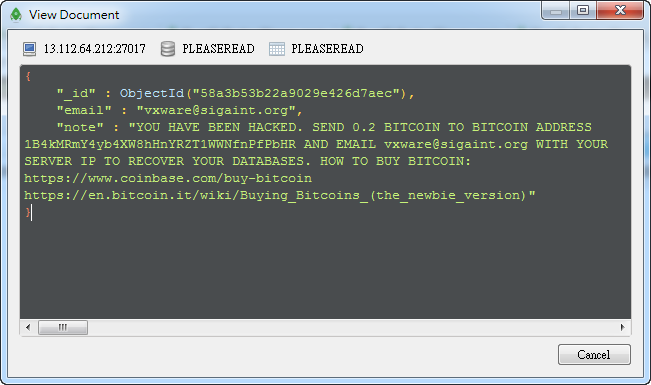 View Document
13.112.64.212:27017 PLEASEREAD PLEASEREAD
{
"_id" : ObjectId("58a3b53b22a9029e426d7aec"),
"email" : "vxware@sigaint.org",
"note" : "YOU HAVE BEEN HACKED. SEND 0.2 BITCOIN TO BITCOIN ADDRESS
1B4kMRmY4yb4XW8hHnYRZT1WWNfnPfPbHR AND EMAIL vxware@sigaint.org WITH YOUR
SERVER IP TO RECOVER YOUR DATABASES. HOW TO BUY BITCOIN:
https://www.coinbase.com/buy-bitcoin
https://en.bitcoin.it/wiki/Buying_Bitcoins_(the_newbie_version)"
}
Cancel